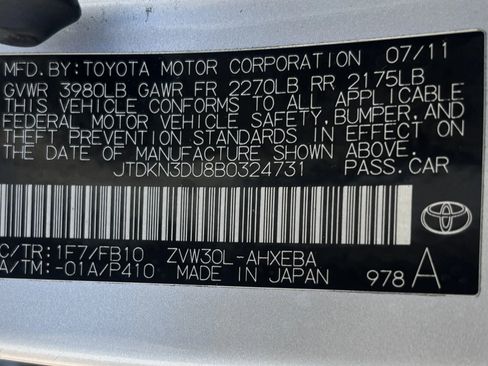 MFD.BY:TOYOTA MOTOR CORPORATION 07/11
GVWR 3980LB GAWR FR 2270LB RR 2175LB
THIS VEHICLE CONFORMS TO ALL APPLICABLE
FEDERAL MOTOR VEHICLE SAFETY,BUMPER,AND
THEFT PREVENTION STANDARDS IN EFFECT ON
THE DATE OF MANUFACTURE SHOWN ABOVE.
JTDKN3DU8B0324731 PASS.CAR
C/TR:1F7/FB10 ZVW30L-AHXEBA
A/TM:-01A/P410 MADE IN JAPAN 978 A